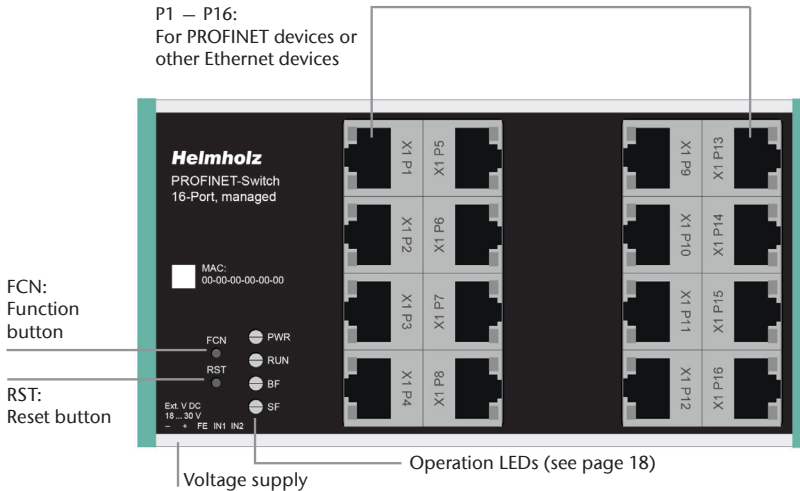 P1 — P16:
For PROFINET devices or
other Ethernet devices
Helmholz
PROFINET-Switch
16-Port, managed
MAC:
00-00-00-00-00-00
FCN:
Function
button
RST:
Reset button
FCN
RST
PWR
RUN
BF
SF
Ext. V DC
18 ... 30 V
– + FE IN1 IN2
X1 P1
X1 P5
X1 P2
X1 P6
X1 P3
X1 P7
X1 P4
X1 P8
X1 P9
X1 P13
X1 P10
X1 P14
X1 P11
X1 P15
X1 P12
X1 P16
Operation LEDs (see page 18)
Voltage supply